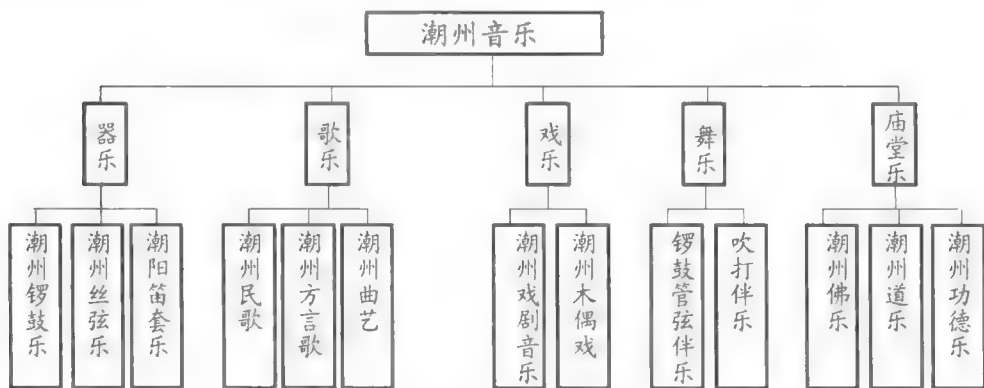 潮州音乐
器乐
歌乐
戏乐
舞乐
庙堂乐
潮州锣鼓乐
潮州丝弦乐
潮阳笛套乐
潮州民歌
潮州方言歌
潮州曲艺
潮州戏剧音乐
潮州木偶戏
锣鼓管弦伴乐
吹打伴乐
潮州佛乐
潮州道乐
潮州功德乐